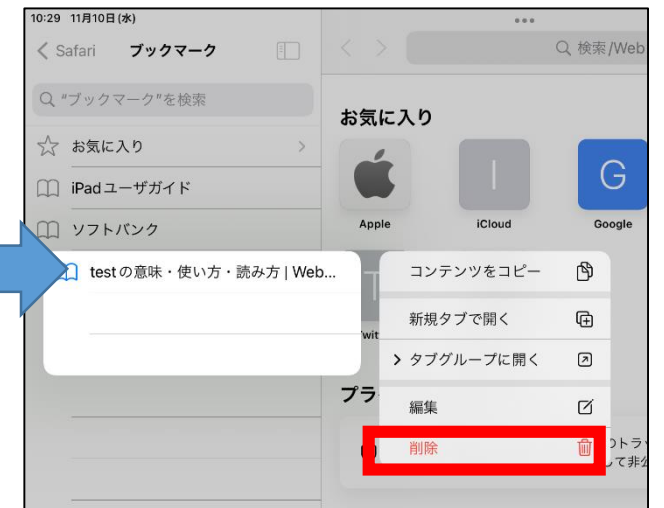 10:29 11月10日(水)
Safari ブックマーク
検索/Web
"ブックマーク"を検索
お気に入り
お気に入り
iPadユーザガイド
ソフトバンク
G
Apple
iCloud
Google
testの意味・使い方・読み方 | Web...
コンテンツをコピー
新規タブで開く
タブグループに開く
編集
削除